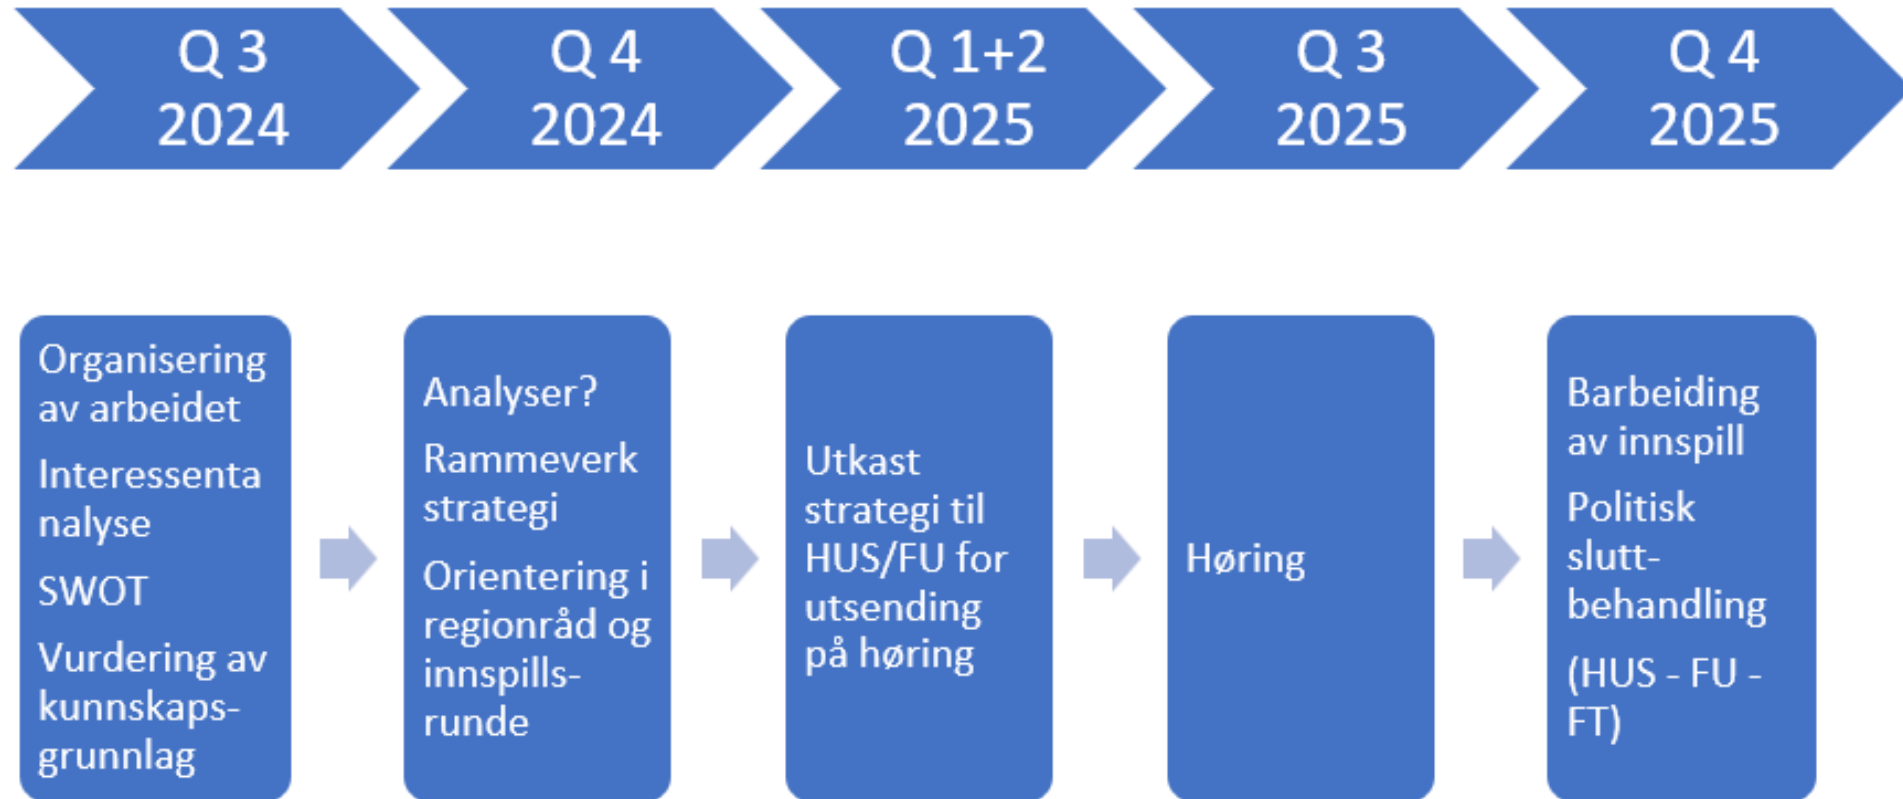 Q 3
2024
Q 4
2024
Q 1+2
2025
Q 3
2025
Q 4
2025
Organisering
av arbeidet
Interessenta
nalyse
SWOT
Vurdering av
kunnskaps-
grunnlag
Analyser?
Rammeverk
strategi
Orientering i
regionråd og
innspills-
runde
Utkast
strategi til
HUS/FU for
utsending
på høring
Høring
Barbeiding
av innspill
Politisk
slutt-
behandling
(HUS - FU -
FT)